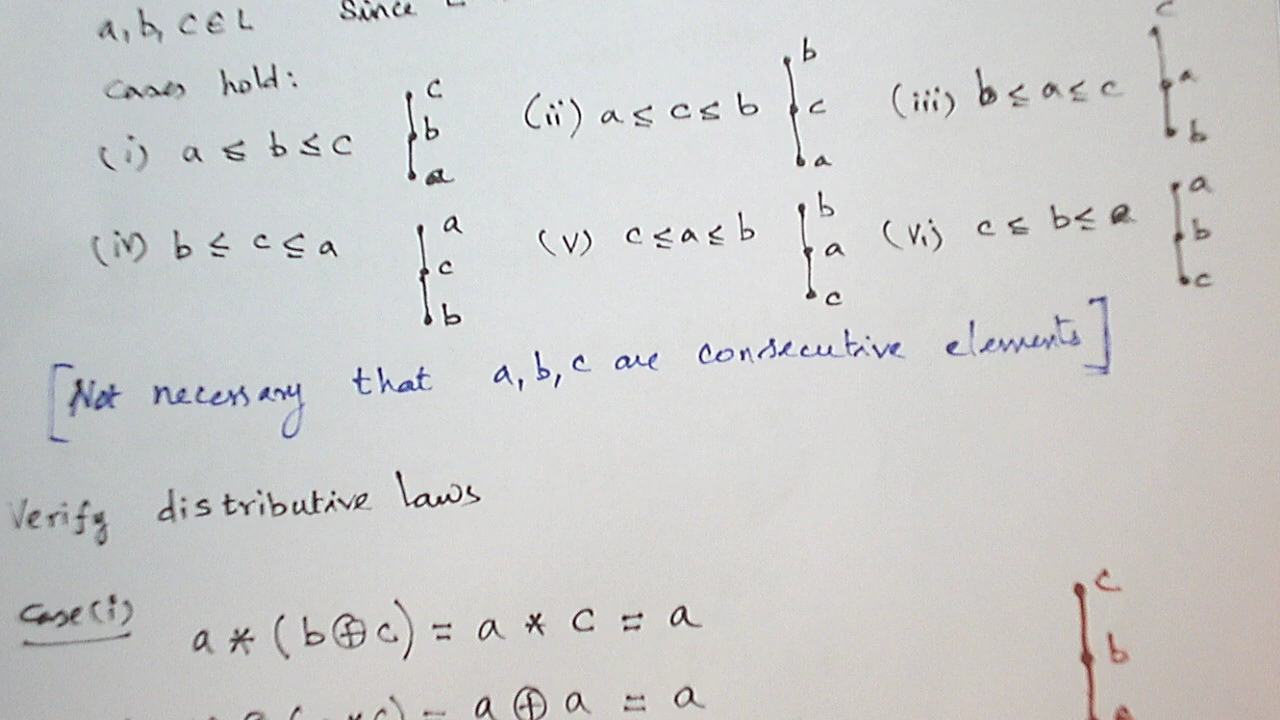 a, b, c ∈ L Since
cases hold:
(i) a ≤ b ≤ c c b a (ii) a ≤ c ≤ b b c a (iii) b ≤ a ≤ c c a b
(iv) b ≤ c ≤ a a c b (v) c ≤ a ≤ b b a c (vi) c ≤ b ≤ a a b c
[Not necessary that a, b, c are consecutive elements]
Verify distributive laws
Case(i) a * (b ⊕ c) = a * c = a c b a
c) = a ⊕ a = a